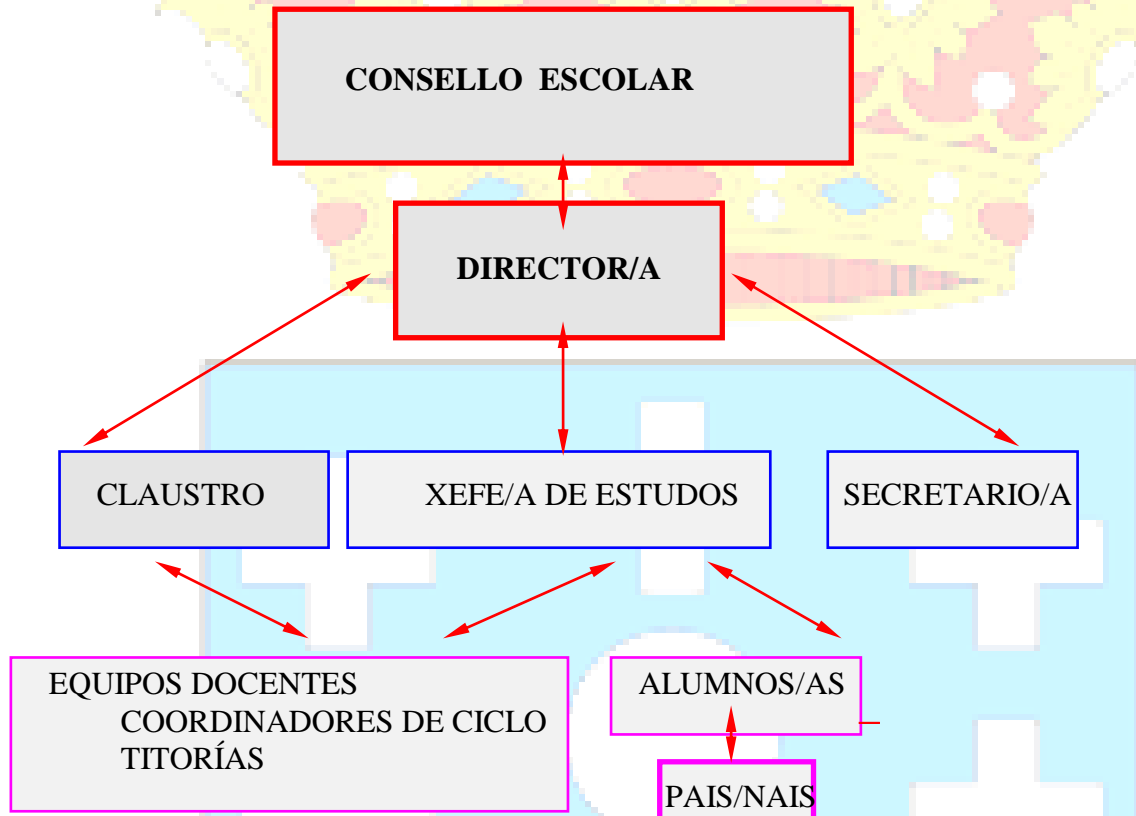 CONSELLO ESCOLAR
DIRECTOR/A
CLAUSTRO
XEFE/A DE ESTUDOS
SECRETARIO/A
EQUIPOS DOCENTES
COORDINADORES DE CICLO
TITORÍAS
ALUMNOS/AS
PAIS/NAIS